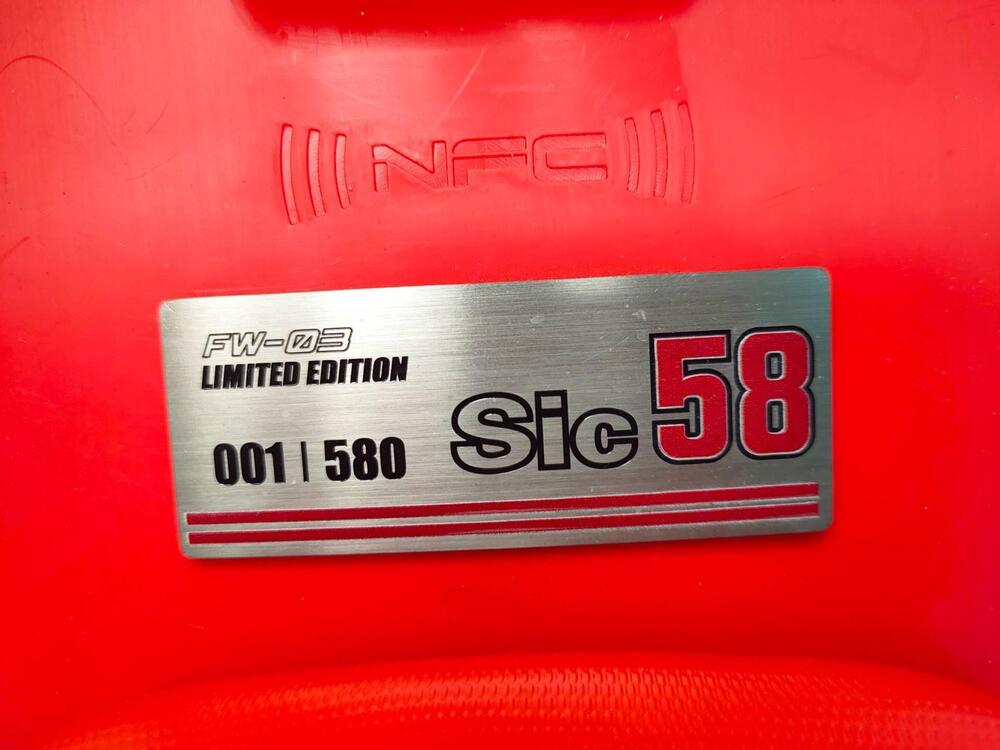 NFC
FW-03
LIMITED EDITION
001 | 580
Sic 58